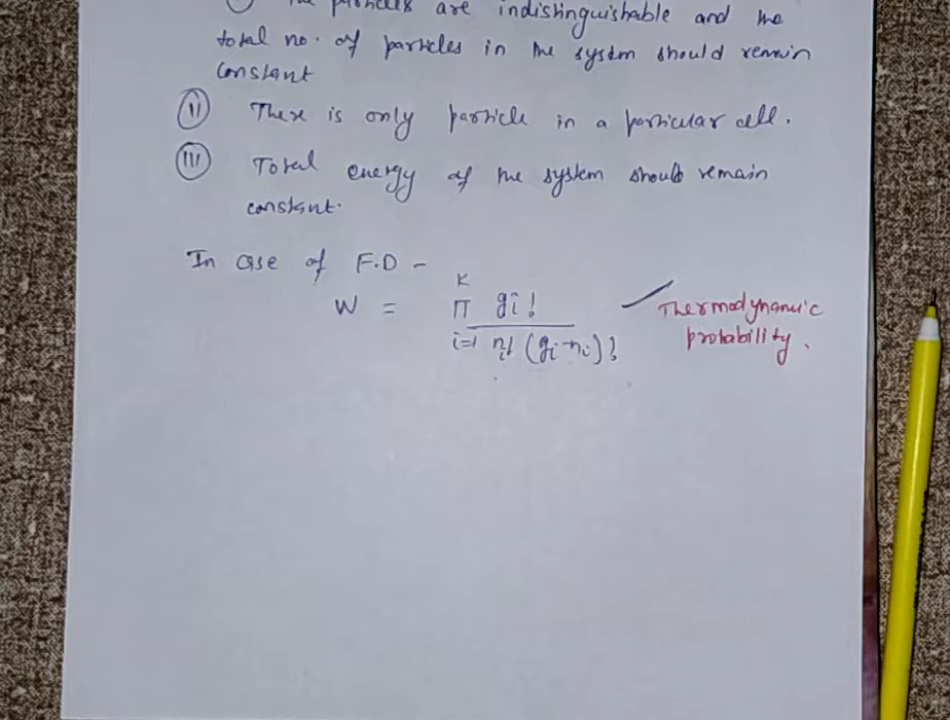 The particles are indistinguishable and the
total no. of particles in the system should remain
constant
(II) There is only particle in a particular cell.
(III) Total energy of the system should remain
constant.
In case of F.D -
K
W = π gi! Thermodynamic
i=1 ni! (gi-ni)! probability.